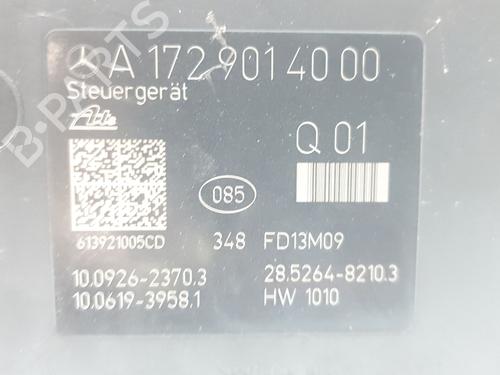 A 172 901 40 00
Steuergerät
Ate
Q 01
085
613921005CD 348 FD13M09
10.0926-2370.3 28.5264-8210.3
10.0619-3958.1 HW 1010
B-PARTS